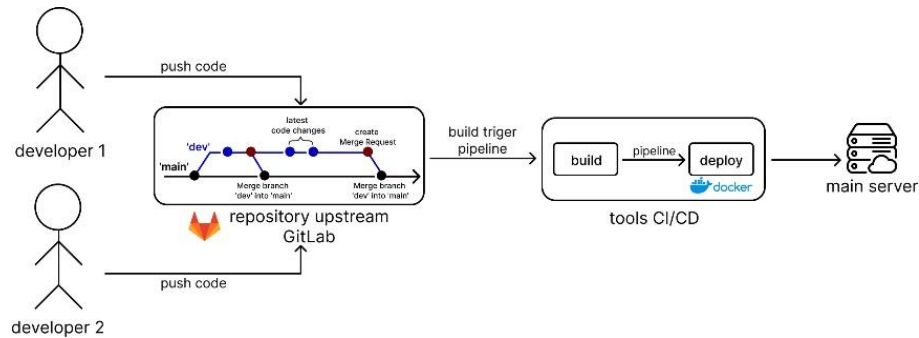 push code
developer 1
latest
code changes
create
Merge Request
'dev'
'main'
Merge branch
'dev' into 'main'
Merge branch
'dev' into 'main'
repository upstream
GitLab
build triger
pipeline
build
pipeline
deploy
docker
tools CI/CD
main server
push code
developer 2